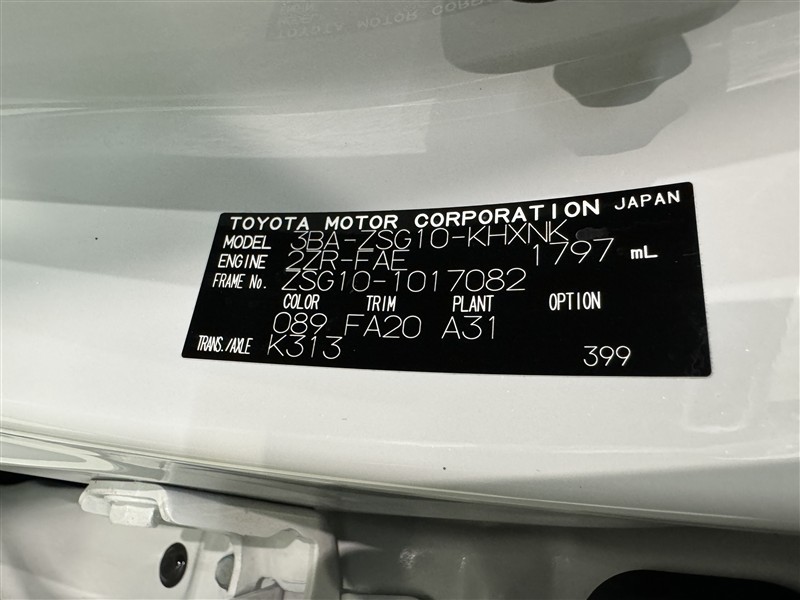 TOYOTA MOTOR CORPORATION JAPAN
MODEL 3BA-ZSG10-KHXNK
ENGINE 2ZR-FAE 1797 mL
FRAME No. ZSG10-1017082
COLOR TRIM PLANT OPTION
089 FA20 A31
TRANS./AXLE K313
399